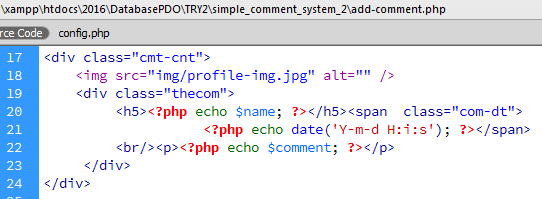 \xampp\htdocs\2016\DatabasePDO\TRY2\simple_comment_system_2\add-comment.php
urce Code config.php
17 <div class="cmt-cnt">
18 <img src="img/profile-img.jpg" alt="" />
19 <div class="thecom">
20 <h5><?php echo $name; ?></h5><span  class="com-dt">
21 <?php echo date('Y-m-d H:i:s'); ?></span>
22 <br/><p><?php echo $comment; ?></p>
23 </div>
24 </div>